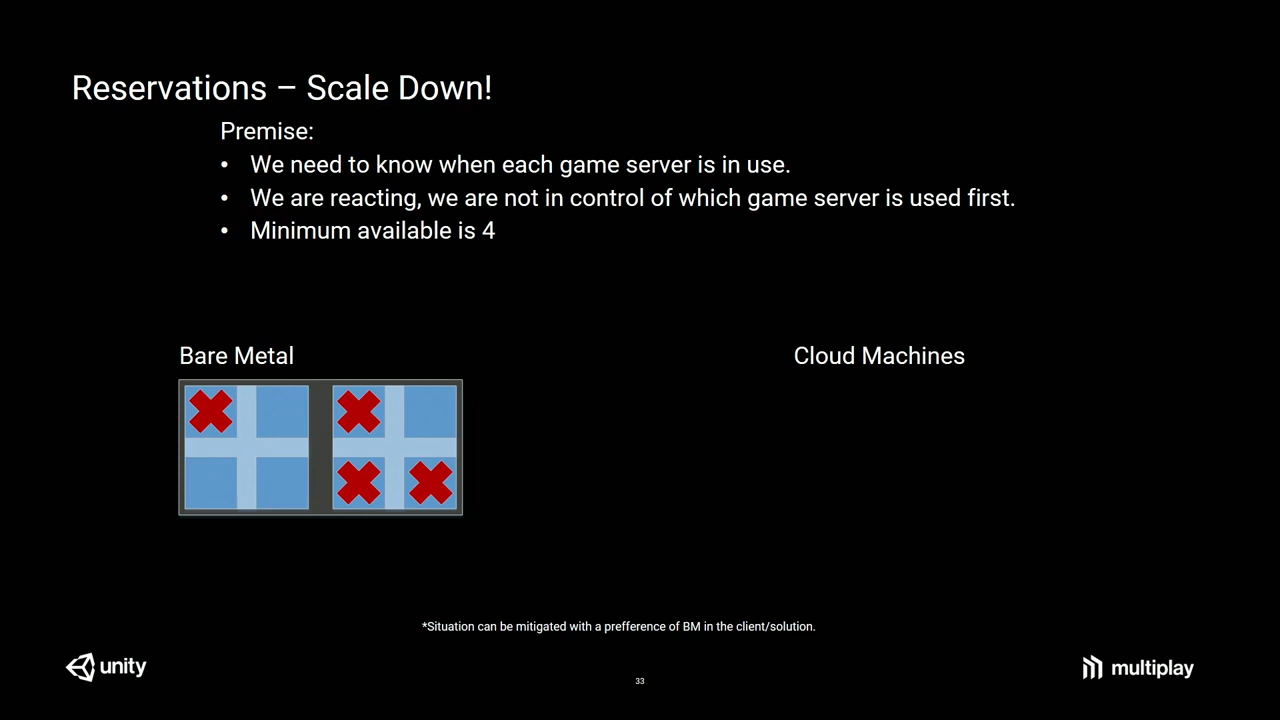 Reservations – Scale Down!
Premise:
• We need to know when each game server is in use.
• We are reacting, we are not in control of which game server is used first.
• Minimum available is 4
Bare Metal
Cloud Machines
*Situation can be mitigated with a prefference of BM in the client/solution.
unity
33
multiplay